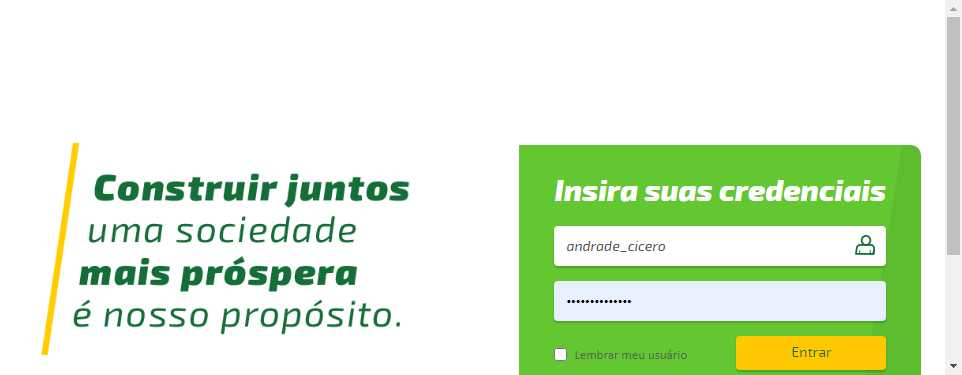 Construir juntos
uma sociedade
mais próspera
é nosso propósito.
Insira suas credenciais
andrade_cicero
••••••••••••••
Lembrar meu usuário
Entrar